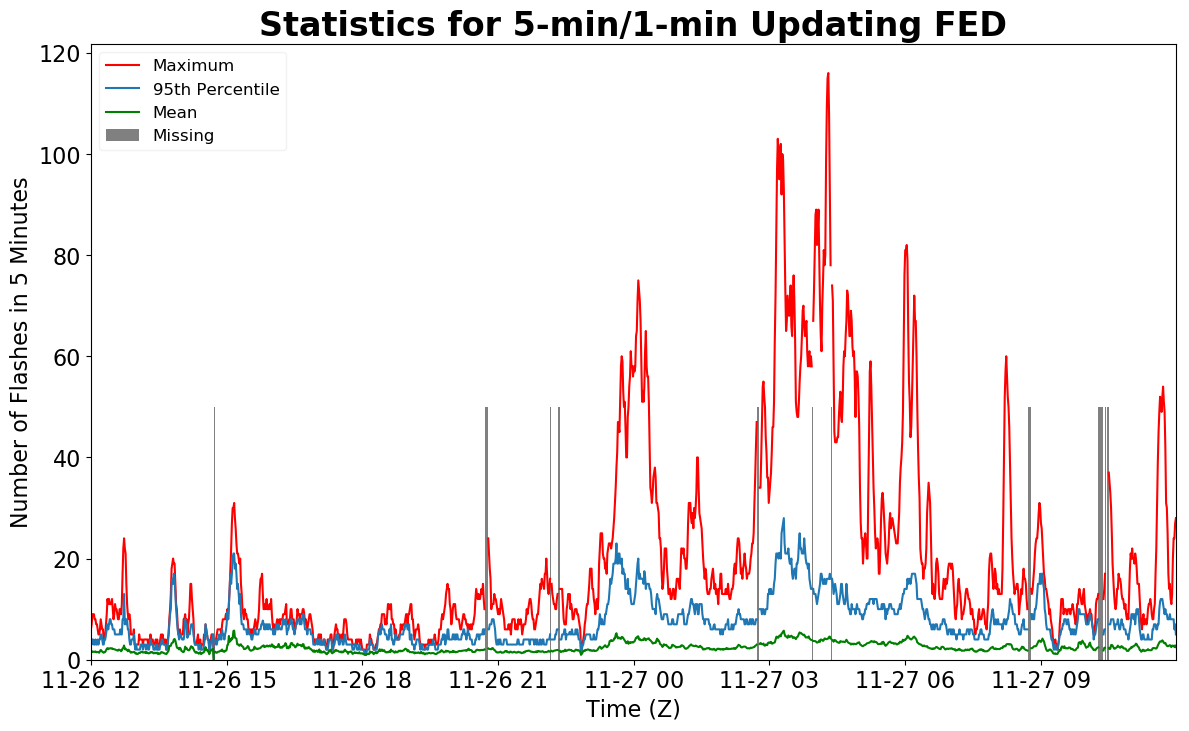 Statistics for 5-min/1-min Updating FED
Number of Flashes in 5 Minutes
120
100
80
60
40
20
0
Maximum
95th Percentile
Mean
Missing
11-26 12 11-26 15 11-26 18 11-26 21 11-27 00 11-27 03 11-27 06 11-27 09
Time (Z)